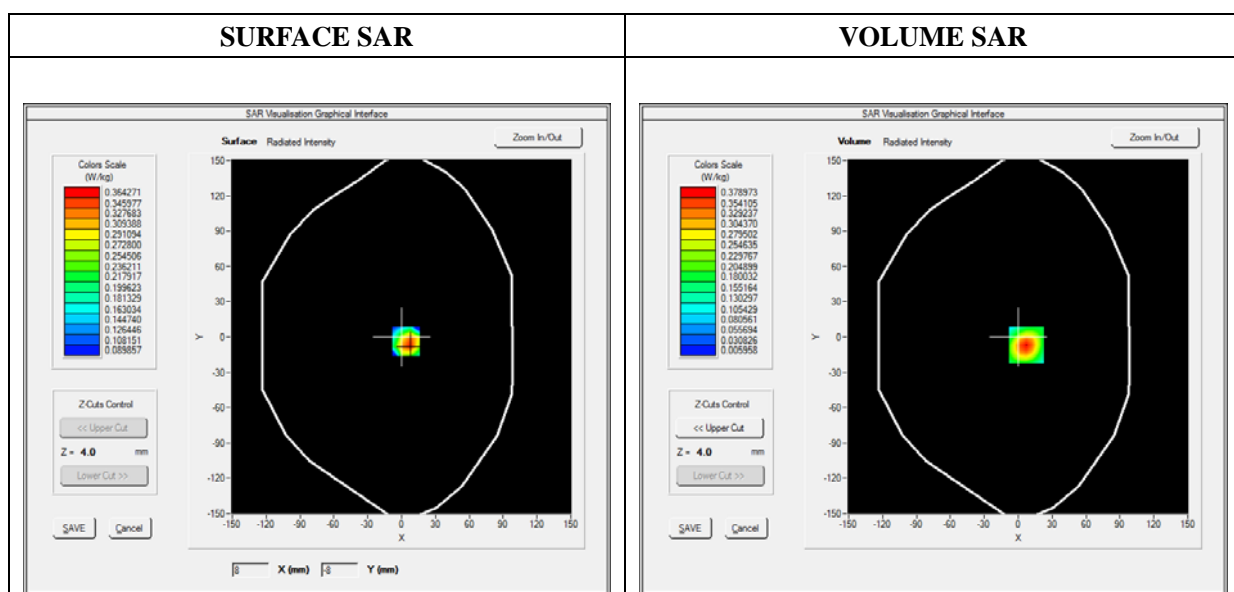 SURFACE SAR
VOLUME SAR
SAR Visualisation Graphical Interface
Surface Radiated Intensity
Zoom In/Out
Colors Scale
(W/kg)
0.364271
0.345977
0.327683
0.309388
0.291094
0.272800
0.254506
0.236211
0.217917
0.199623
0.181329
0.163034
0.144740
0.126446
0.108151
0.089857
Z-Cuts Control
<< Upper Cut
Z = 4.0 mm
Lower Cut >>
SAVE Cancel
150
120
90
60
30
0
-30
-60
-90
-120
-150
Y
-150 -120 -90 -60 -30 0 30 60 90 120 150
X
8 X (mm) -8 Y (mm)
SAR Visualisation Graphical Interface
Volume Radiated Intensity
Zoom In/Out
Colors Scale
(W/kg)
0.378973
0.354105
0.329237
0.304370
0.279502
0.254635
0.229767
0.204899
0.180032
0.155164
0.130297
0.105429
0.080561
0.055694
0.030826
0.005958
Z-Cuts Control
<< Upper Cut
Z = 4.0 mm
Lower Cut >>
SAVE Cancel
150
120
90
60
30
0
-30
-60
-90
-120
-150
Y
-150 -120 -90 -60 -30 0 30 60 90 120 150
X